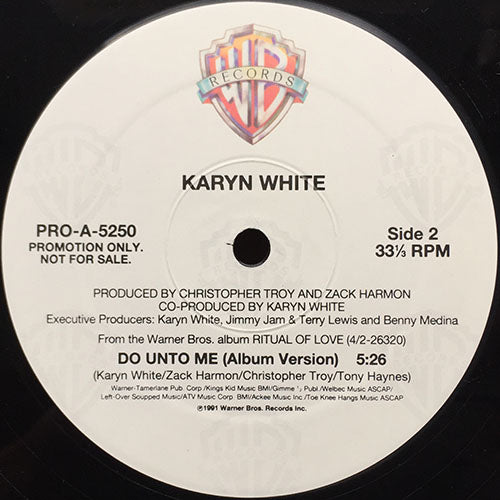 WB
RECORDS
KARYN WHITE
PRO-A-5250
PROMOTION ONLY.
NOT FOR SALE.
Side 2
33⅓ RPM
PRODUCED BY CHRISTOPHER TROY AND ZACK HARMON
CO-PRODUCED BY KARYN WHITE
Executive Producers: Karyn White, Jimmy Jam & Terry Lewis and Benny Medina
From the Warner Bros. album RITUAL OF LOVE (4/2-26320)
DO UNTO ME (Album Version) 5:26
(Karyn White/Zack Harmon/Christopher Troy/Tony Haynes)
Warner-Tamerlane Pub. Corp /Kings Kid Music BMI/Gimme ½ Publ./Welbec Music ASCAP/
Left-Over Soupped Music/ATV Music Corp. BMI/Ackee Music Inc /Toe Knee Hangs Music ASCAP
℗1991 Warner Bros. Records Inc.